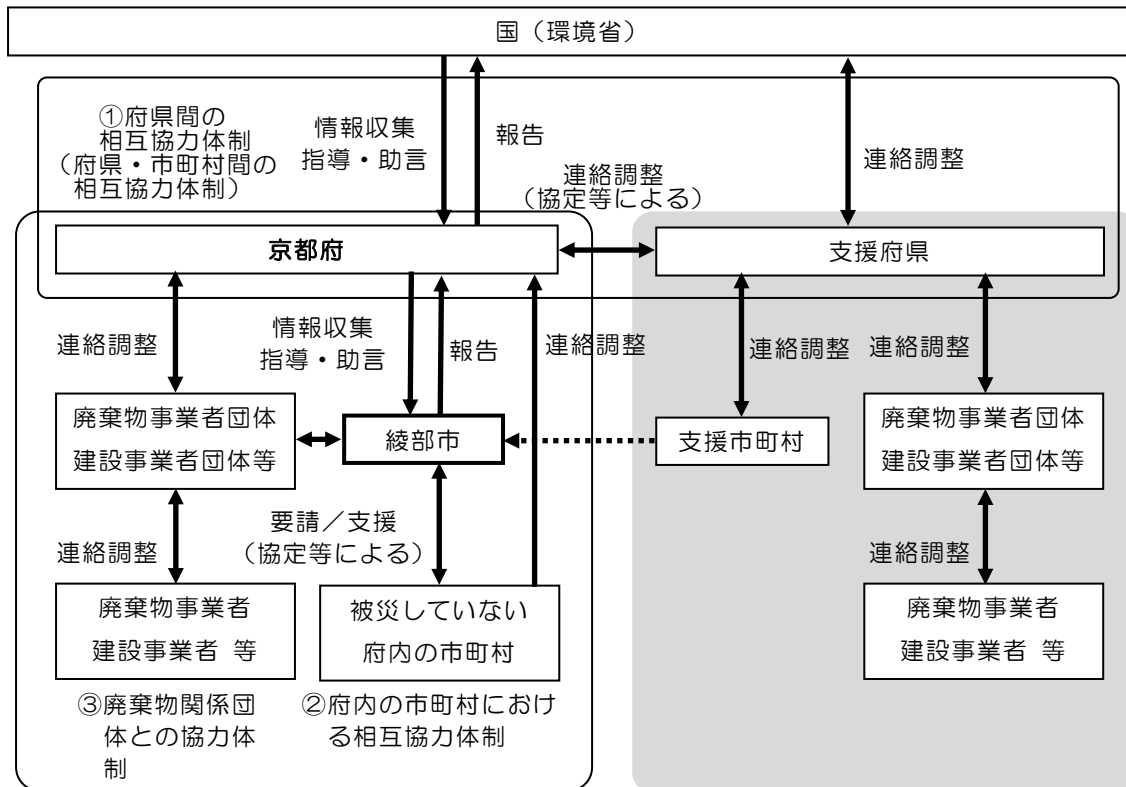 国（環境省）
①府県間の
相互協力体制
（府県・市町村間の
相互協力体制）
情報収集
指導・助言
報告
連絡調整
（協定等による）
連絡調整
京都府
支援府県
連絡調整
情報収集
指導・助言
報告
連絡調整
連絡調整
連絡調整
廃棄物事業者団体
建設事業者団体等
綾部市
支援市町村
廃棄物事業者団体
建設事業者団体等
連絡調整
要請／支援
（協定等による）
連絡調整
廃棄物事業者
建設事業者 等
被災していない
府内の市町村
廃棄物事業者
建設事業者 等
③廃棄物関係団
体との協力体
制
②府内の市町村におけ
る相互協力体制